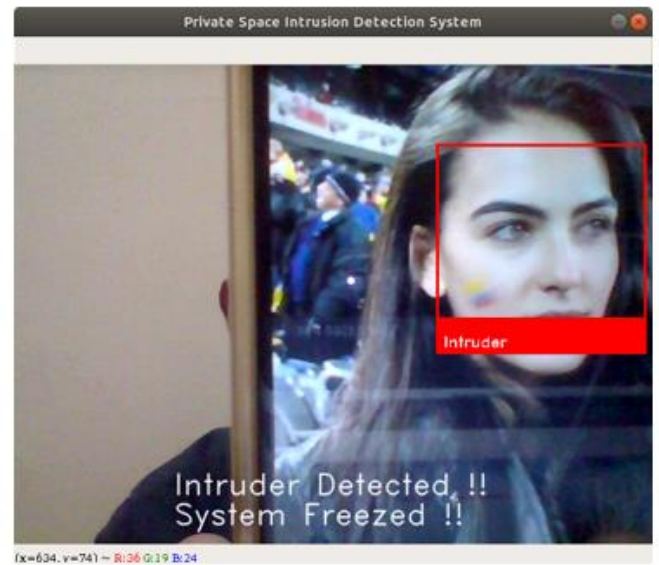 Private Space Intrusion Detection System
Intruder
Intruder Detected !!
System Freezed !!
(x=634, y=74) ~ R:36 G:19 B:24